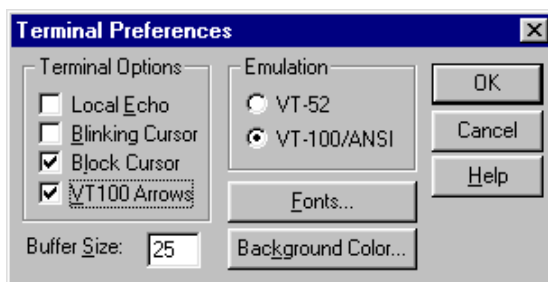 Terminal Preferences
Terminal Options
Local Echo
Blinking Cursor
Block Cursor
VT100 Arrows
Buffer Size: 25
Emulation
VT-52
VT-100/ANSI
Fonts...
Background Color...
OK
Cancel
Help